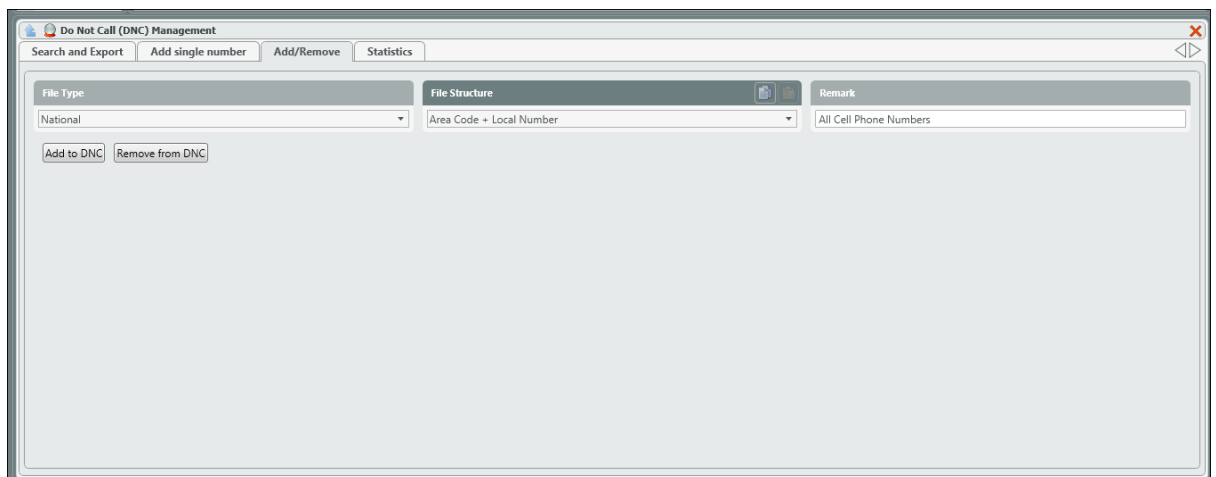 Do Not Call (DNC) Management
Search and Export Add single number Add/Remove Statistics
File Type File Structure Remark
National Area Code + Local Number All Cell Phone Numbers
Add to DNC Remove from DNC